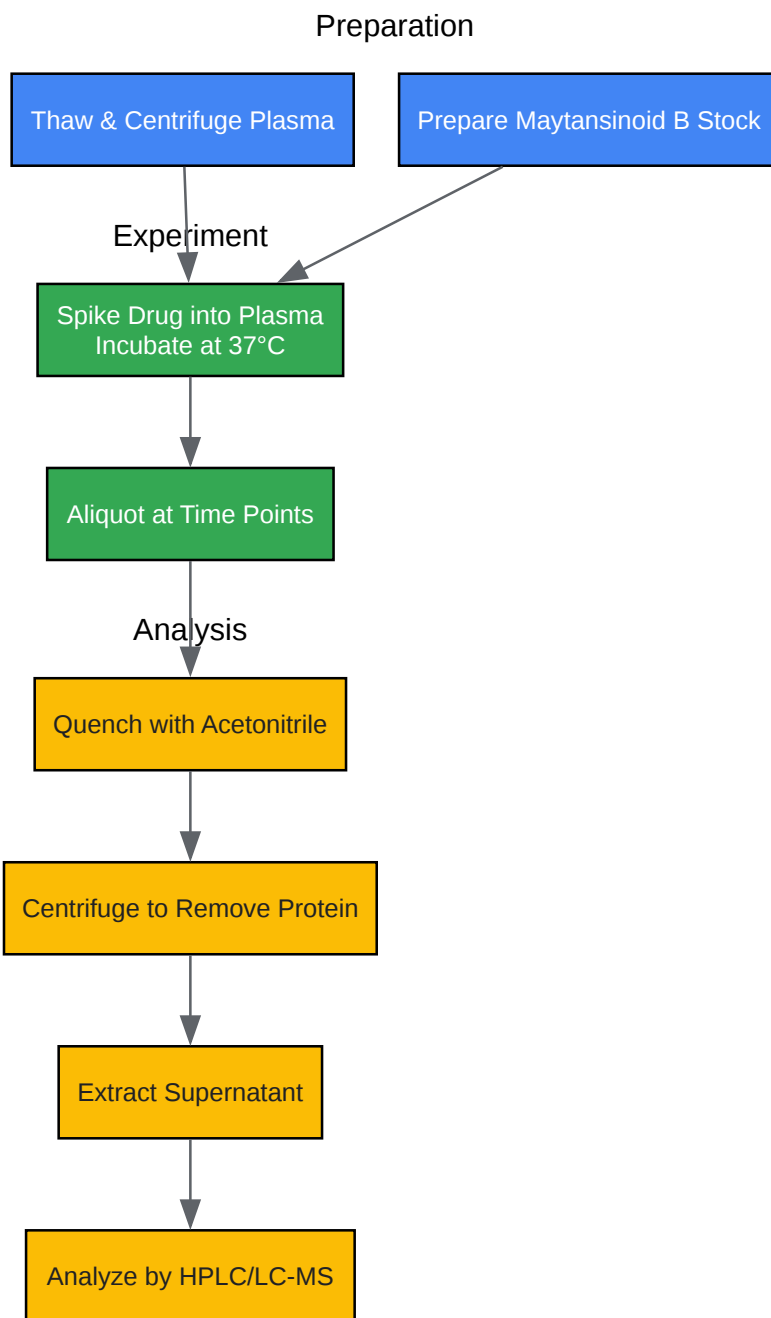 Preparation
Thaw & Centrifuge Plasma
Prepare Maytansinoid B Stock
Experiment
Spike Drug into Plasma
Incubate at 37°C
Aliquot at Time Points
Analysis
Quench with Acetonitrile
Centrifuge to Remove Protein
Extract Supernatant
Analyze by HPLC/LC-MS